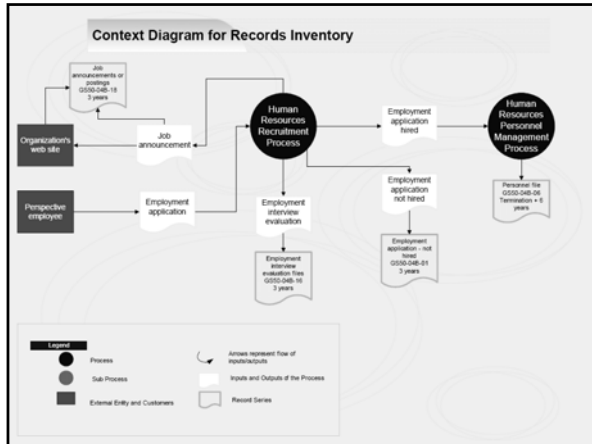 Context Diagram for Records Inventory
Job
announcements or
postings
GS50-04B-18
3 years
Organization's
web site
Job
announcement
Human
Resources
Recruitment
Process
Employment
application
hired
Human
Resources
Personnel
Management
Process
Perspective
employee
Employment
application
Employment
interview
evaluation
Employment
application
not hired
Personnel file
GS50-04B-06
Termination + 6
years
Employment
interview
evaluation files
GS50-04B-16
3 years
Employment
application - not
hired
GS50-04B-01
3 years
Legend
Process
Arrows represent flow of
inputs/outputs
Sub Process
Inputs and Outputs of the Process
External Entity and Customers
Record Series